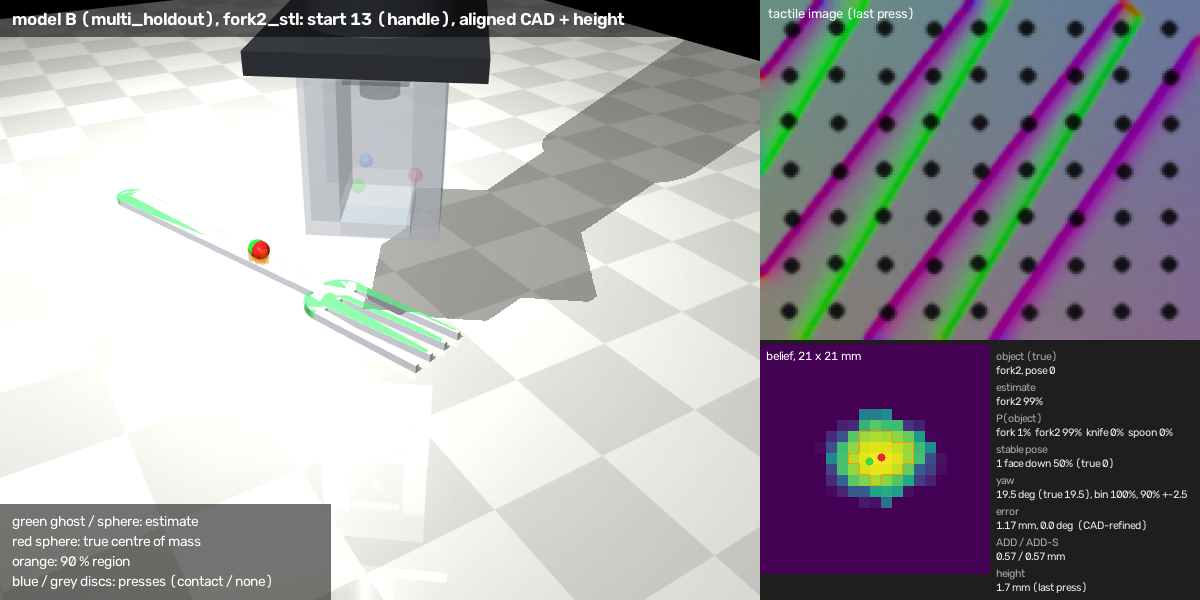 model B (multi_holdout), fork2_stl: start 13 (handle), aligned CAD + height
tactile image (last press)
belief, 21 x 21 mm
object (true)
fork2, pose 0
estimate
fork2 99%
P(object)
fork 1% fork2 99% knife 0% spoon 0%
stable pose
1 face down 50% (true 0)
yaw
19.5 deg (true 19.5), bin 100%, 90% +-2.5
error
1.17 mm, 0.0 deg (CAD-refined)
ADD / ADD-S
0.57 / 0.57 mm
height
1.7 mm (last press)
green ghost / sphere: estimate
red sphere: true centre of mass
orange: 90 % region
blue / grey discs: presses (contact / none)